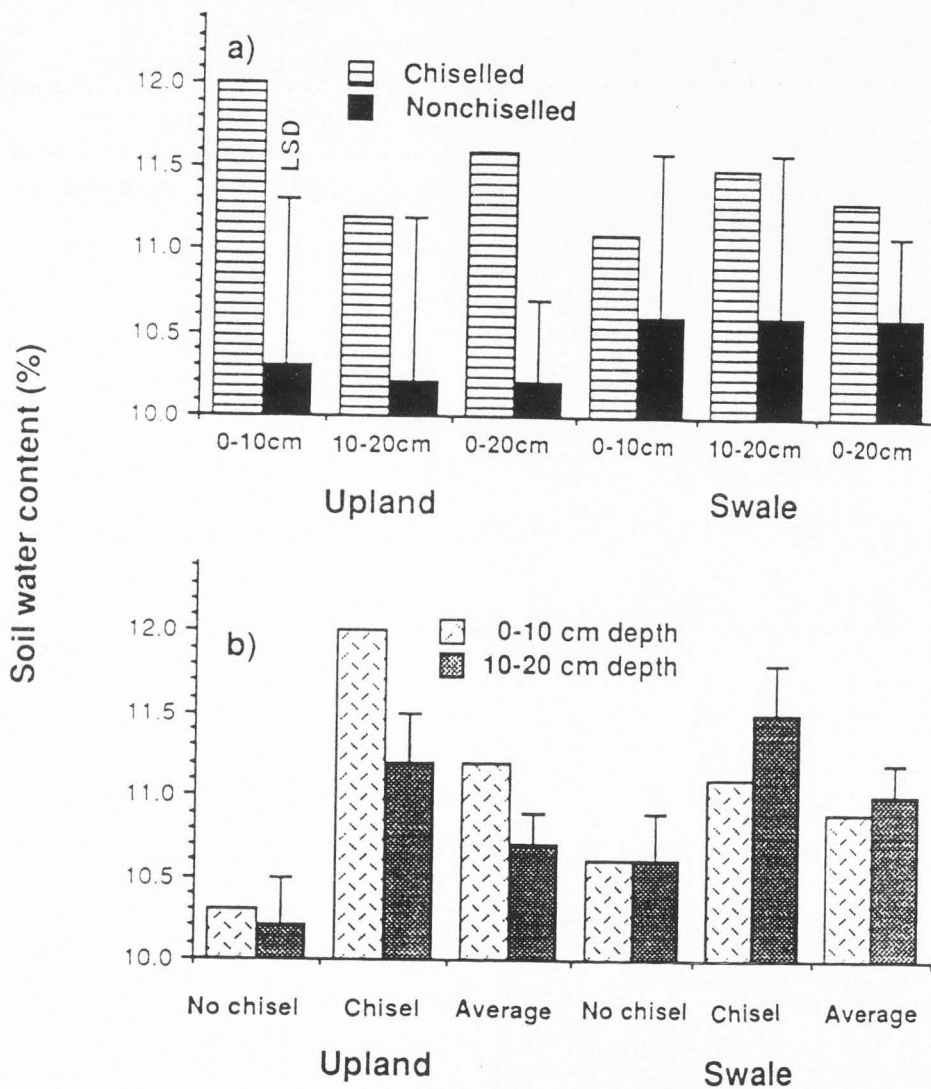 a)
Chiselled
Nonchiselled
LSD
12.0
11.5
11.0
10.5
10.0
0-10cm 10-20cm 0-20cm 0-10cm 10-20cm 0-20cm
Upland Swale
Soil water content (%)
b)
0-10 cm depth
10-20 cm depth
12.0
11.5
11.0
10.5
10.0
No chisel Chisel Average No chisel Chisel Average
Upland Swale